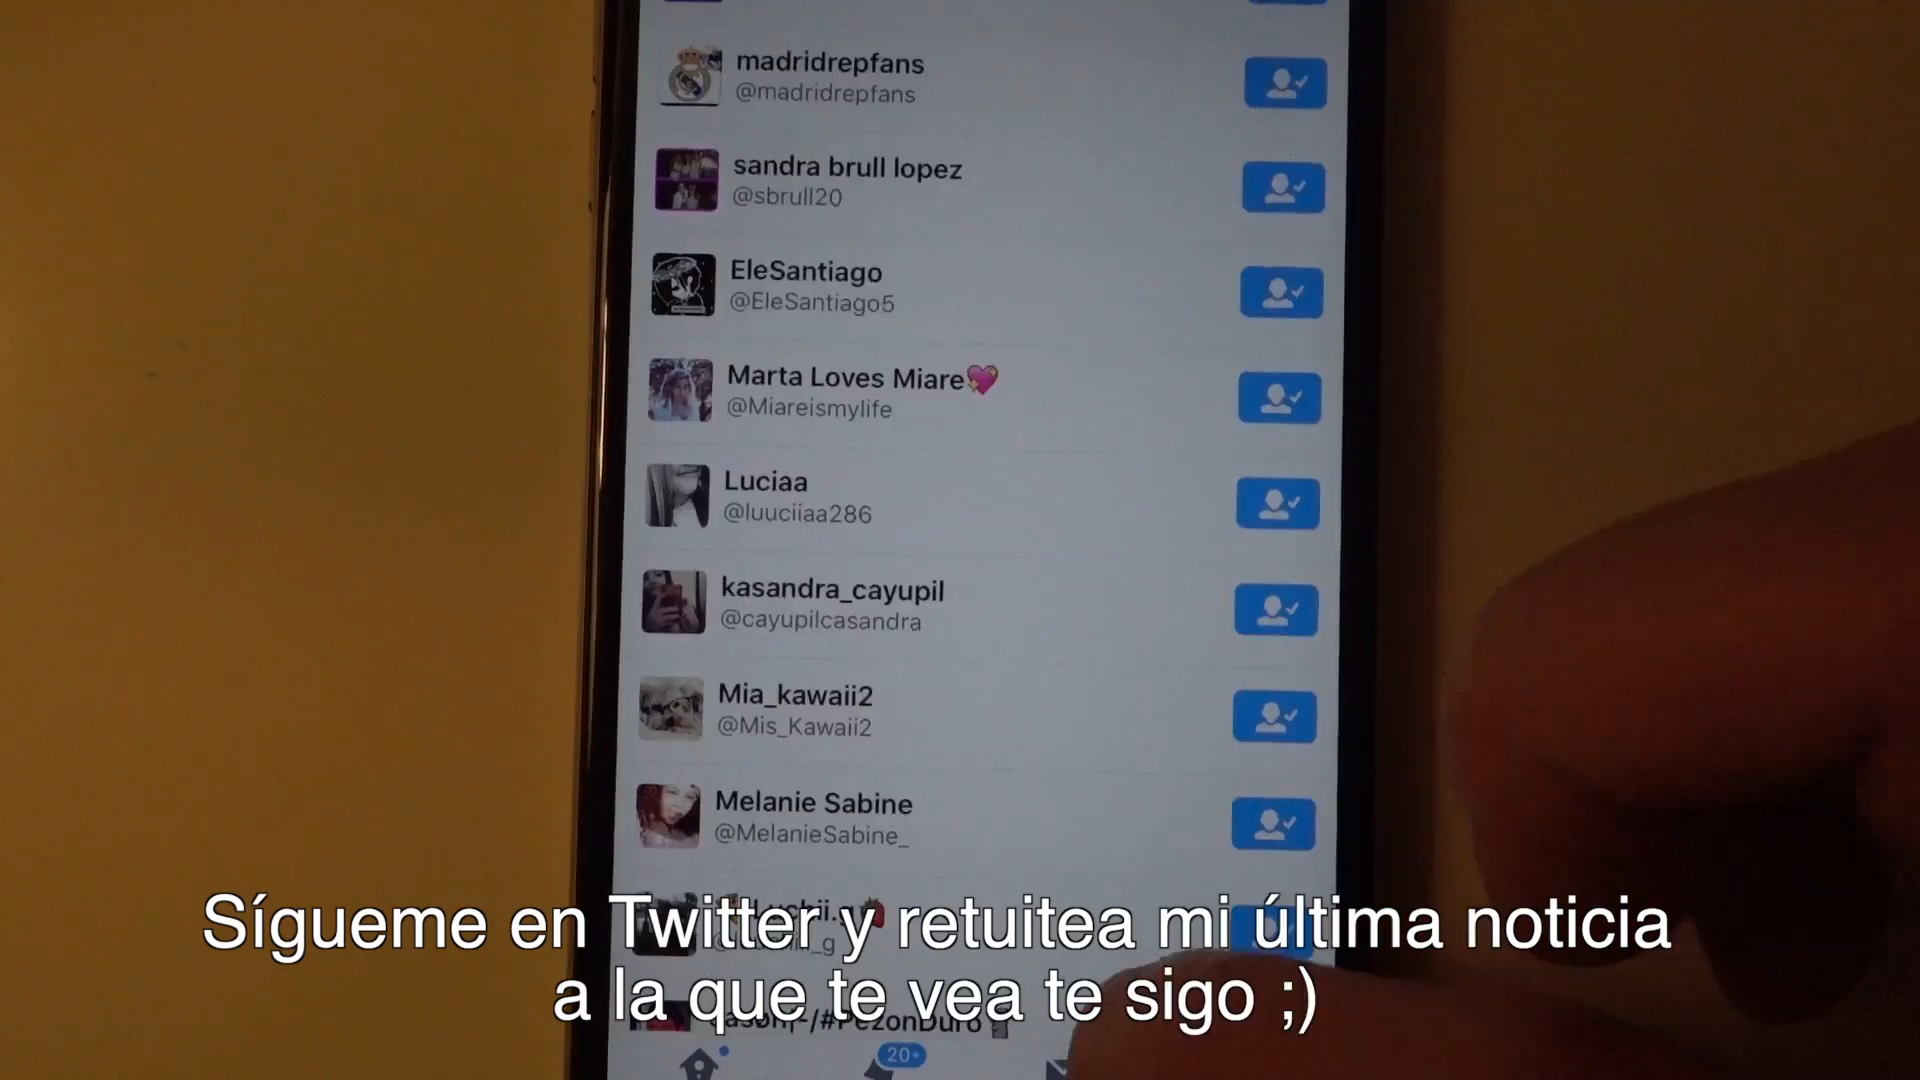 madridrepfans
@madridrepfans
sandra brull lopez
@sbrull20
EleSantiago
@EleSantiago5
Marta Loves Miare💖
@Miareismylife
Luciaa
@luuciiaa286
kasandra_cayupil
@cayupilcasandra
Mia_kawaii2
@Mis_Kawaii2
Melanie Sabine
@MelanieSabine_
Sígueme en Twitter y retuitea mi última noticia
a la que te vea te sigo ;)
20+